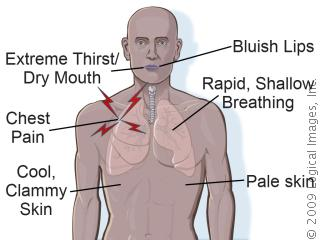 Extreme Thirst/
Dry Mouth
Bluish Lips
Rapid, Shallow
Breathing
Chest
Pain
Cool,
Clammy
Skin
Pale skin
© 2009 Logical Images, Inc.